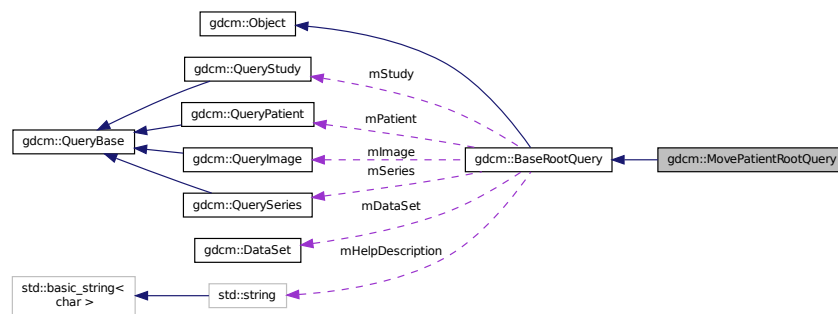 gdcm::Object
gdcm::QueryStudy
mStudy
gdcm::QueryPatient
mPatient
gdcm::QueryBase
gdcm::QueryImage
mImage
gdcm::BaseRootQuery
gdcm::MovePatientRootQuery
mSeries
gdcm::QuerySeries
mDataSet
gdcm::DataSet
mHelpDescription
std::basic_string<
char >
std::string